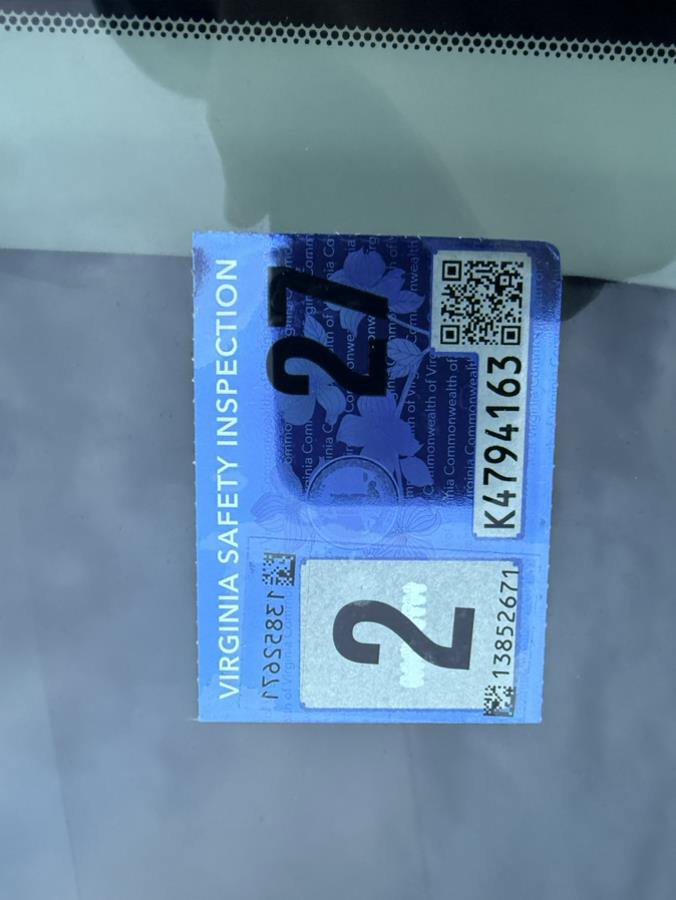 VIRGINIA SAFETY INSPECTION
2
27
13852671
13852671
K4794163